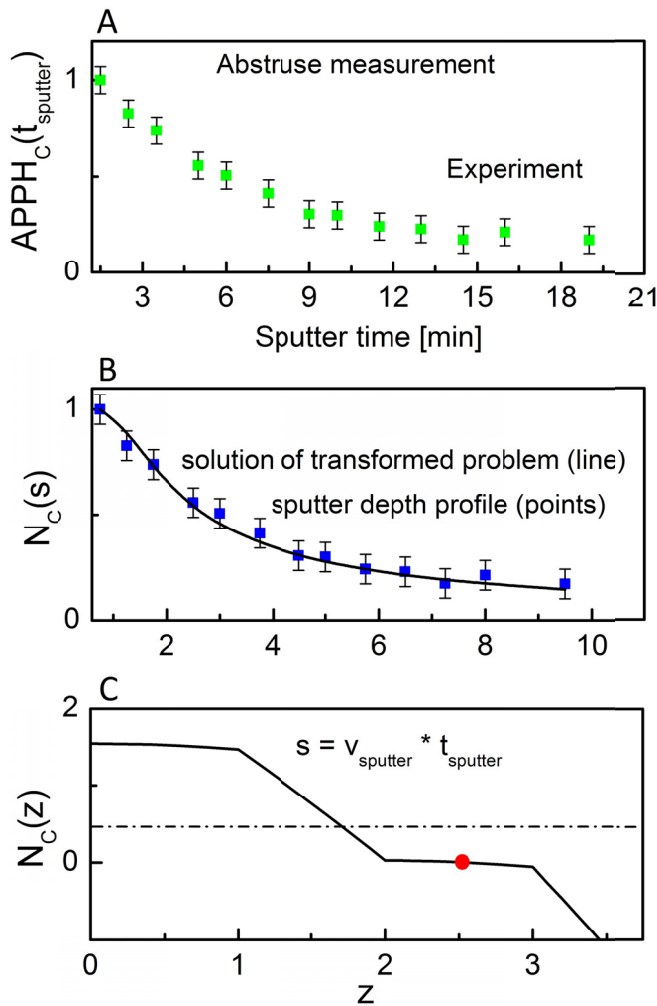 A
APPH_C(t_sputter)
1
0
Abstruse measurement
Experiment
3 6 9 12 15 18 21
Sputter time [min]
B
N_C(s)
1
0
solution of transformed problem (line)
sputter depth profile (points)
2 4 6 8 10
C
N_C(z)
2
0
s = v_sputter * t_sputter
0 1 2 3
z